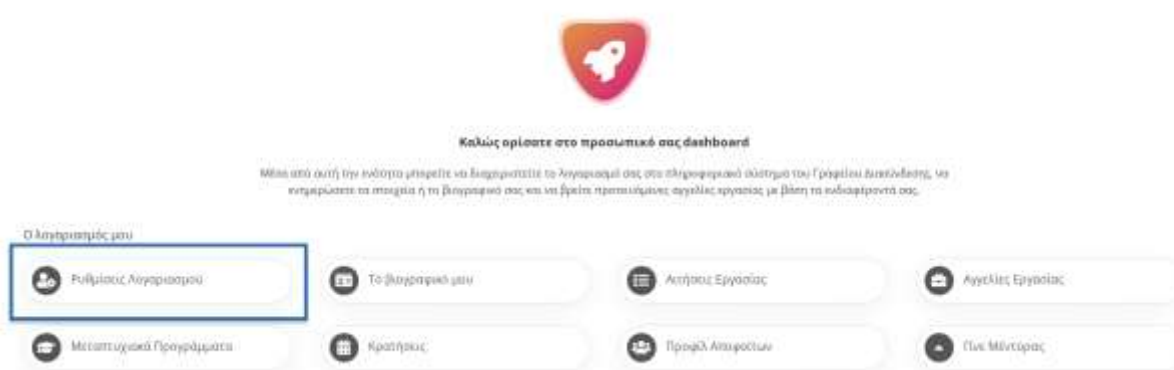 Καλώς ορίσατε στο προσωπικό σας dashboard
Μέσα από αυτή την ενότητα μπορείτε να διαχειριστείτε το λογαριασμό σας στο πληροφοριακό σύστημα του Γραφείου Διασύνδεσης, να
ενημερώσετε τα στοιχεία ή το βιογραφικό σας και να βρείτε προτεινόμενες αγγελίες εργασίας με βάση τα ενδιαφέροντά σας.
Ο λογαριασμός μου
Ρυθμίσεις Λογαριασμού
Το βιογραφικό μου
Αιτήσεις Εργασίας
Αγγελίες Εργασίας
Μεταπτυχιακά Προγράμματα
Κρατήσεις
Προφίλ Αποφοίτων
Γίνε Μέντορας